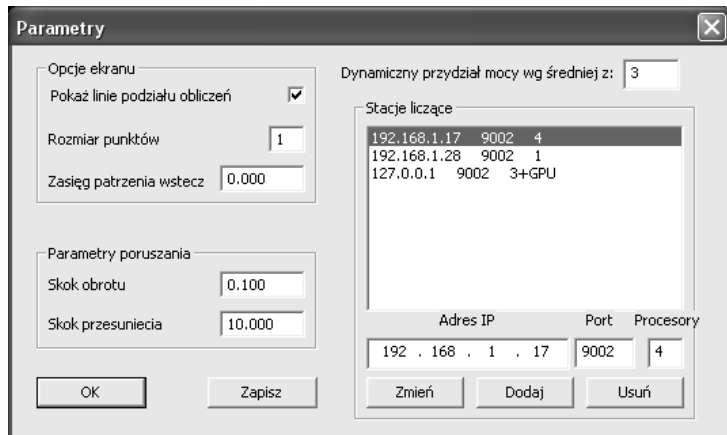 Parametry
Opcje ekranu
Pokaż linie podziału obliczeń
Rozmiar punktów 1
Zasięg patrzenia wstecz 0.000
Parametry poruszania
Skok obrotu 0.100
Skok przesuniecia 10.000
OK Zapisz
Dynamiczny przydział mocy wg średniej z: 3
Stacje liczące
192.168.1.17 9002 4
192.168.1.28 9002 1
127.0.0.1 9002 3+GPU
Adres IP Port Procesory
192 . 168 . 1 . 17 9002 4
Zmień Dodaj Usuń